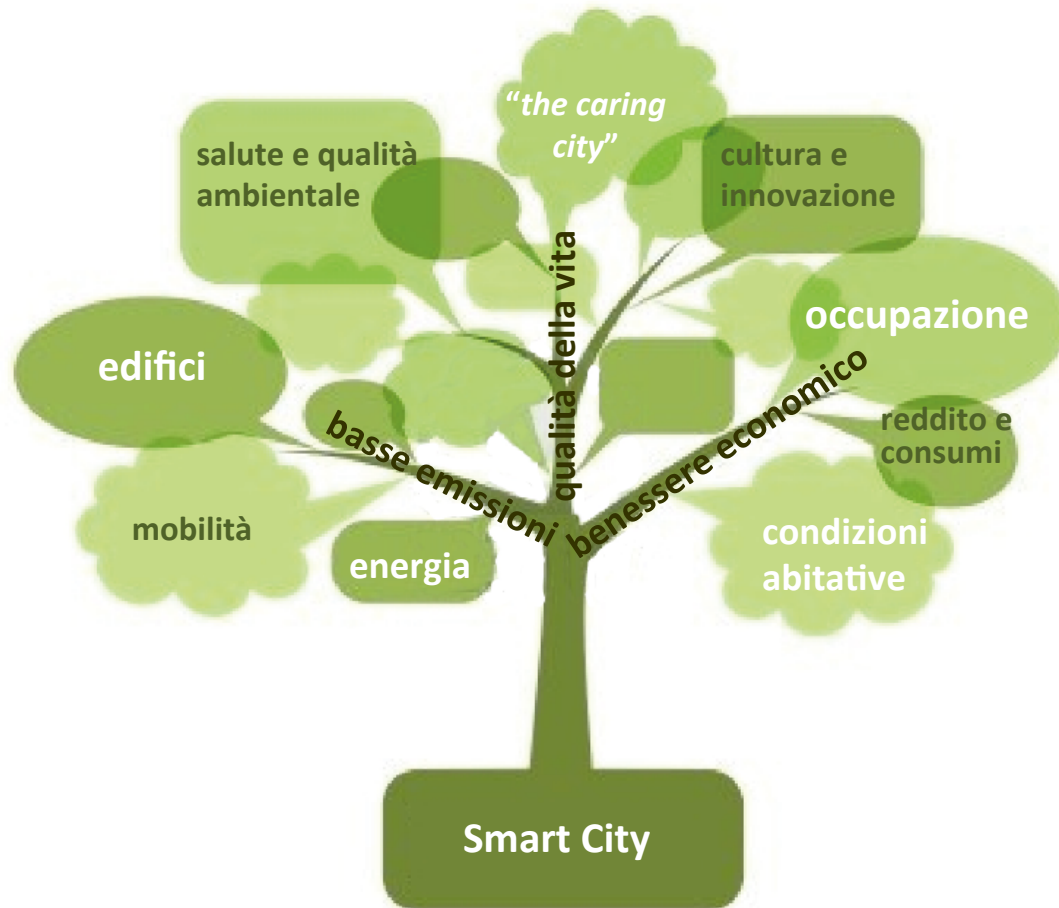 “the caring
city”
salute e qualità
ambientale
cultura e
innovazione
qualità della vita
occupazione
edifici
benessere economico
reddito e
consumi
basse emissioni
mobilità
energia
condizioni
abitative
Smart City